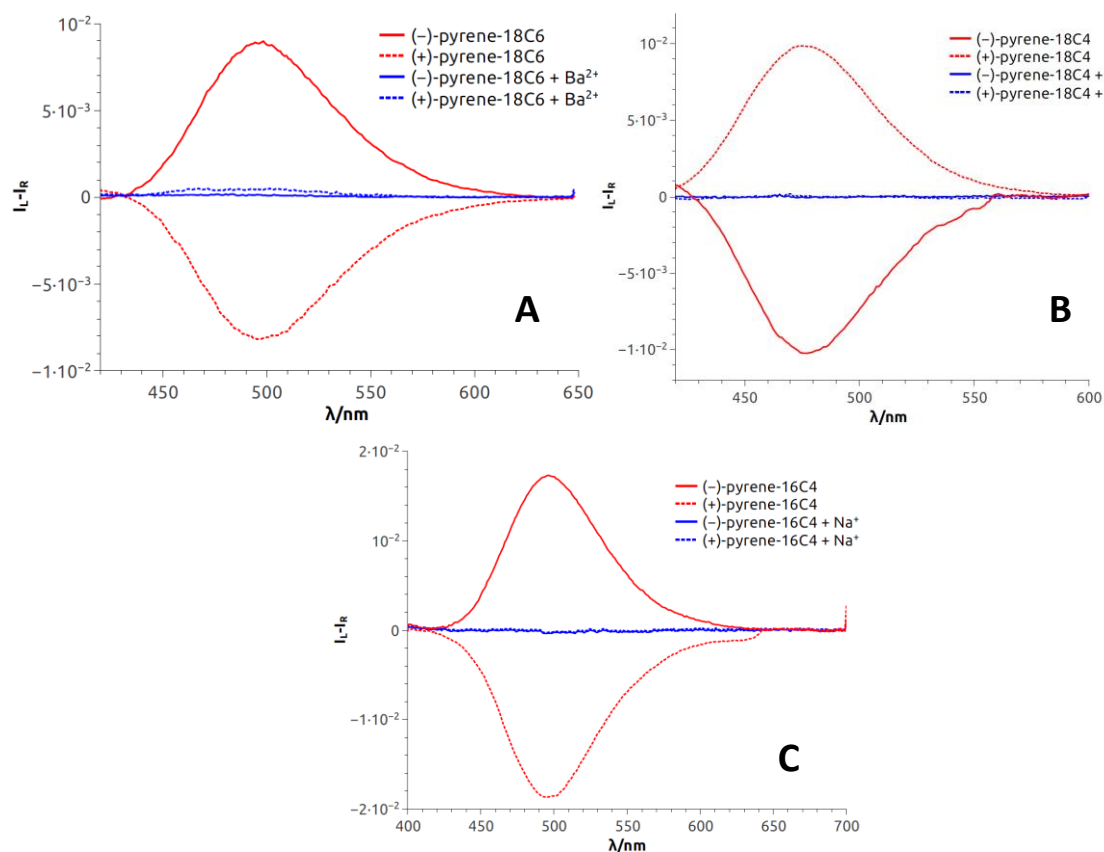 10⁻²
5·10⁻³
0
−5·10⁻³
−1·10⁻²
I_L-I_R
(−)-pyrene-18C6
(+)-pyrene-18C6
(−)-pyrene-18C6 + Ba²⁺
(+)-pyrene-18C6 + Ba²⁺
A
450 500 550 600 650
λ/nm
10⁻²
5·10⁻³
0
−5·10⁻³
−1·10⁻²
I_L-I_R
(−)-pyrene-18C4
(+)-pyrene-18C4
(−)-pyrene-18C4 +
(+)-pyrene-18C4 +
B
450 500 550 600
λ/nm
2·10⁻²
10⁻²
0
−1·10⁻²
−2·10⁻²
I_L-I_R
(−)-pyrene-16C4
(+)-pyrene-16C4
(−)-pyrene-16C4 + Na⁺
(+)-pyrene-16C4 + Na⁺
C
400 450 500 550 600 650 700
λ/nm